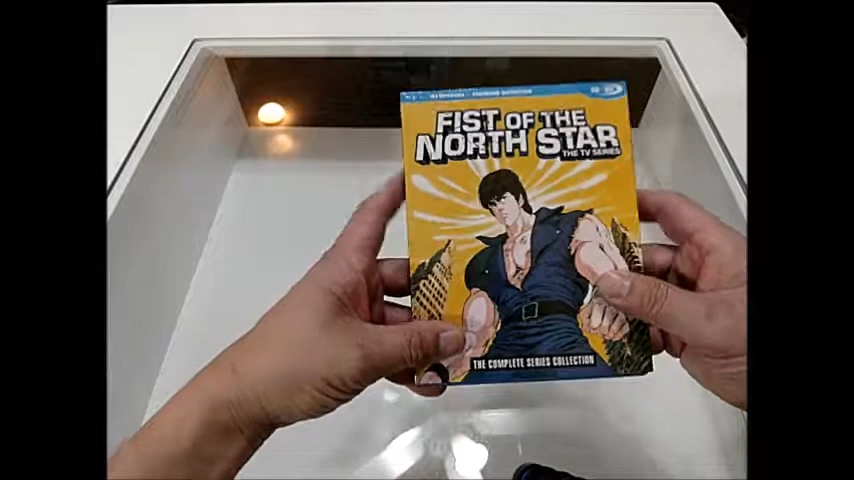 FIST OF THE
NORTH STAR
THE TV SERIES
THE COMPLETE SERIES COLLECTION